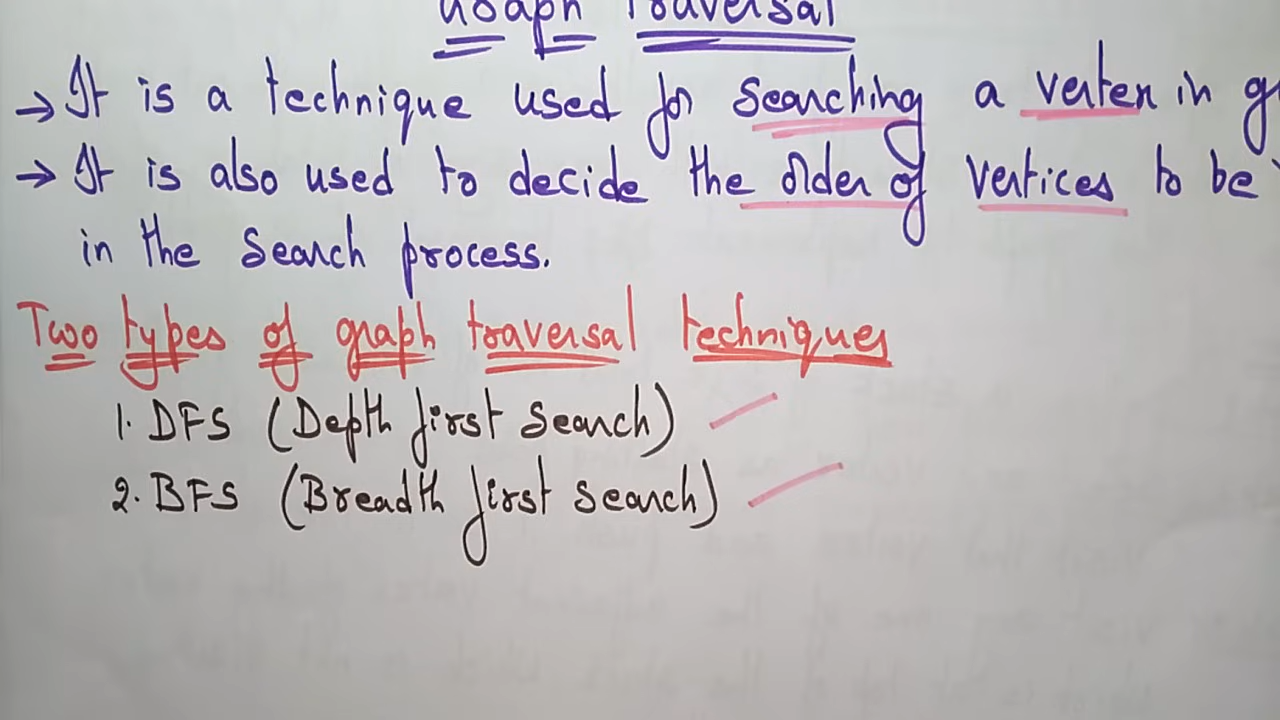 Graph Traversal
→ It is a technique used for searching a vertex in
→ It is also used to decide the order of vertices to be
in the search process.
Two types of graph traversal techniques
1. DFS (Depth first search)
2. BFS (Breadth first search)